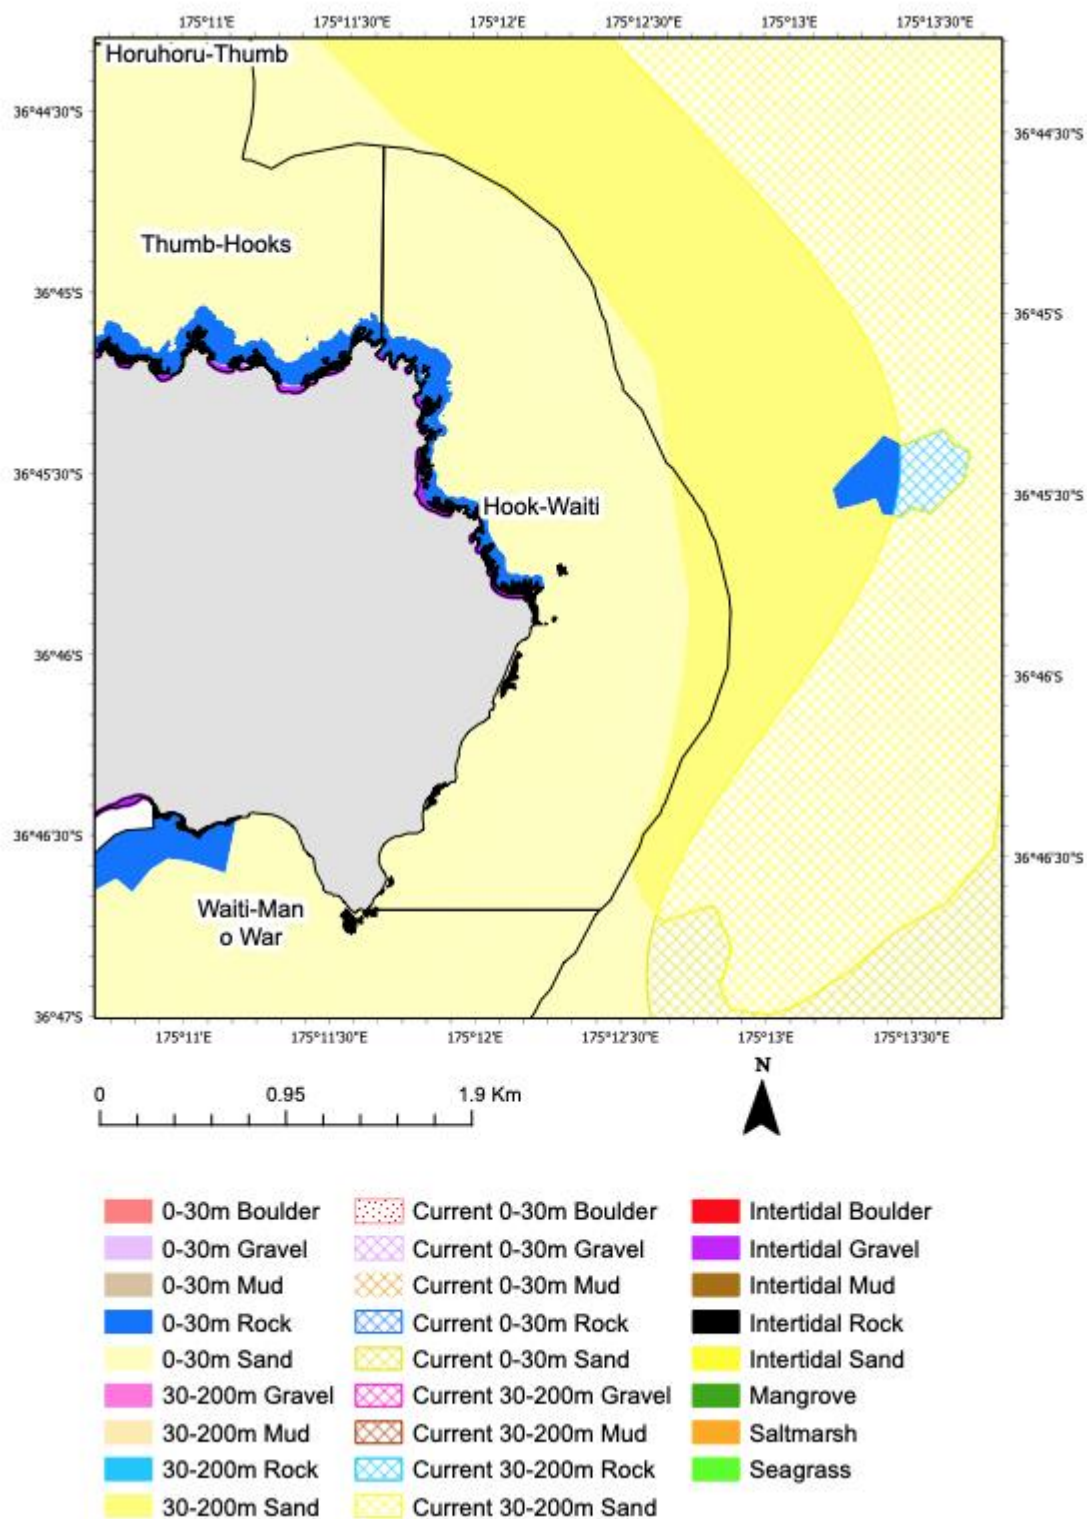 175°11'E 175°11'30"E 175°12'E 175°12'30"E 175°13'E 175°13'30"E
Horuhoru-Thumb
36°44'30"S
36°44'30"S
Thumb-Hooks
36°45'S
36°45'S
36°45'30"S
36°45'30"S
Hook-Waiti
36°46'S
36°46'S
36°46'30"S
36°46'30"S
Waiti-Man
o War
36°47'S
175°11'E 175°11'30"E 175°12'E 175°12'30"E 175°13'E 175°13'30"E
N
0 0.95 1.9 Km
0-30m Boulder
0-30m Gravel
0-30m Mud
0-30m Rock
0-30m Sand
30-200m Gravel
30-200m Mud
30-200m Rock
30-200m Sand
Current 0-30m Boulder
Current 0-30m Gravel
Current 0-30m Mud
Current 0-30m Rock
Current 0-30m Sand
Current 30-200m Gravel
Current 30-200m Mud
Current 30-200m Rock
Current 30-200m Sand
Intertidal Boulder
Intertidal Gravel
Intertidal Mud
Intertidal Rock
Intertidal Sand
Mangrove
Saltmarsh
Seagrass